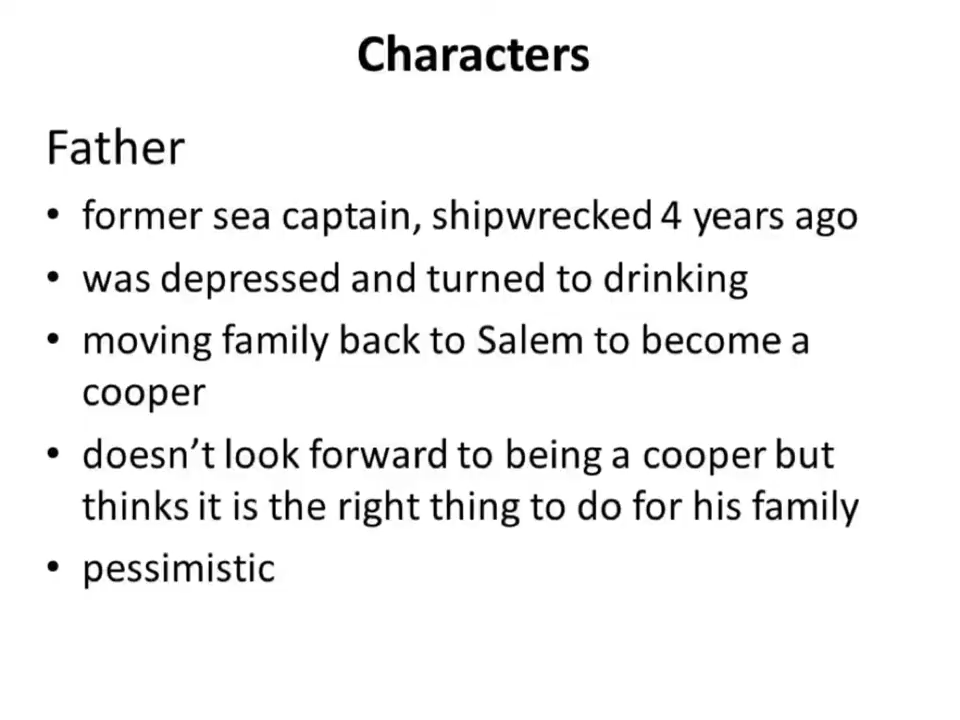 Characters
Father
• former sea captain, shipwrecked 4 years ago
• was depressed and turned to drinking
• moving family back to Salem to become a
cooper
• doesn’t look forward to being a cooper but
thinks it is the right thing to do for his family
• pessimistic